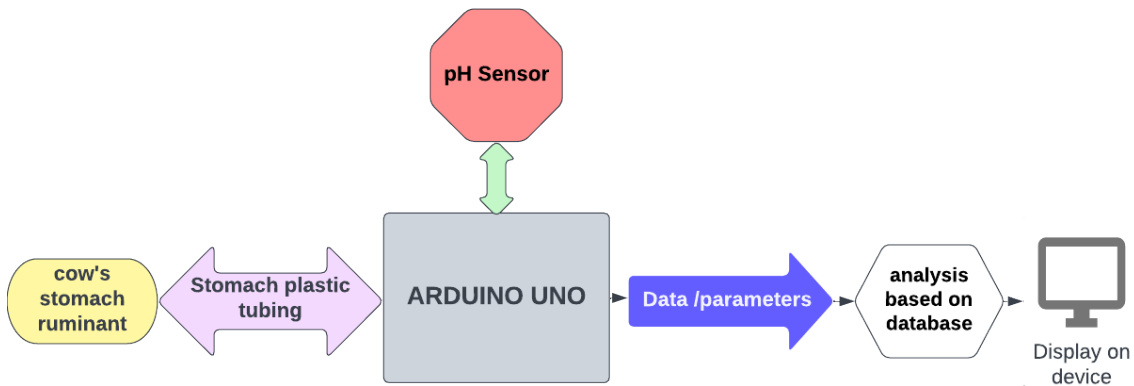 pH Sensor
cow's
stomach
ruminant
Stomach plastic
tubing
ARDUINO UNO
Data /parameters
analysis
based on
database
Display on
device